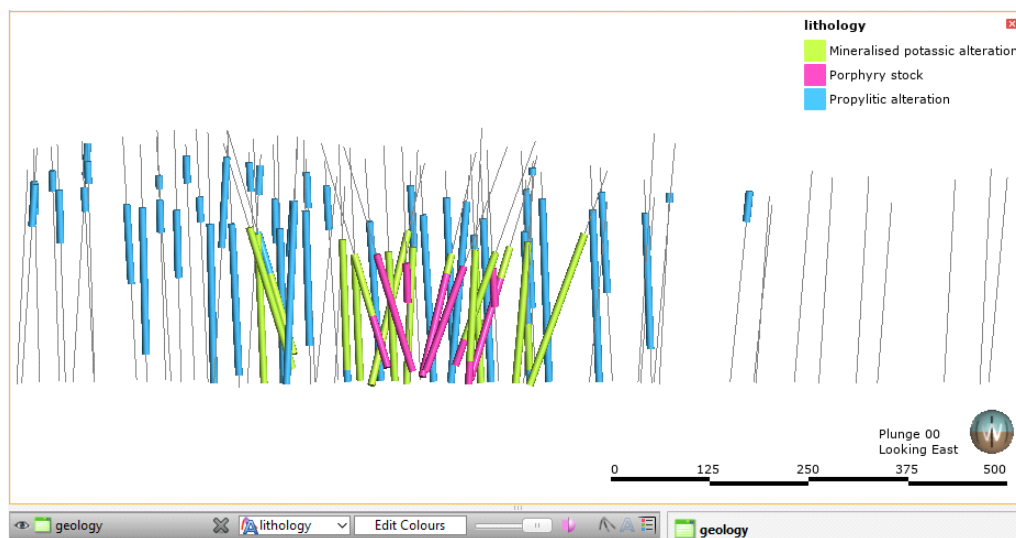 lithology
Mineralised potassic alteration
Porphyry stock
Propylitic alteration
Plunge 00
Looking East
0 125 250 375 500
geology lithology Edit Colours geology